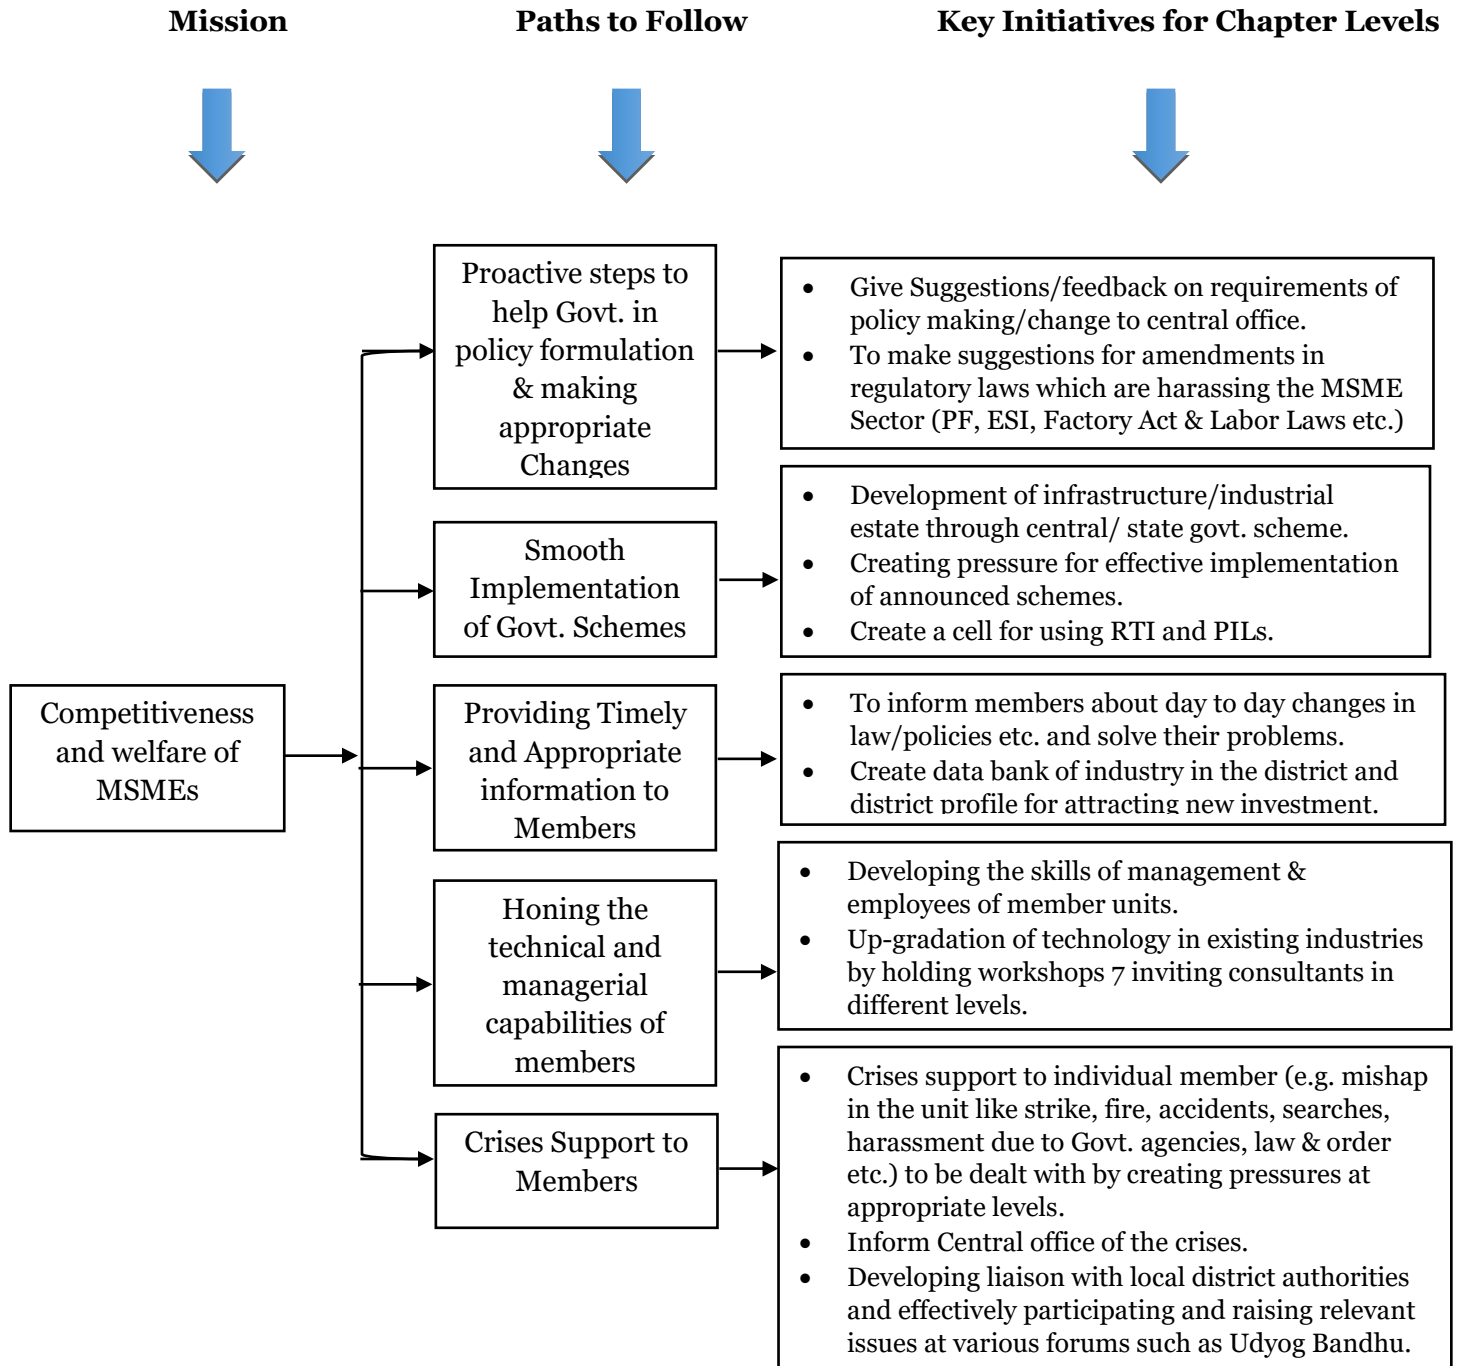 Mission
Paths to Follow
Key Initiatives for Chapter Levels
Competitiveness
and welfare of
MSMEs
Proactive steps to
help Govt. in
policy formulation
& making
appropriate
Changes
• Give Suggestions/feedback on requirements of
policy making/change to central office.
• To make suggestions for amendments in
regulatory laws which are harassing the MSME
Sector (PF, ESI, Factory Act & Labor Laws etc.)
Smooth
Implementation
of Govt. Schemes
• Development of infrastructure/industrial
estate through central/ state govt. scheme.
• Creating pressure for effective implementation
of announced schemes.
• Create a cell for using RTI and PILs.
Providing Timely
and Appropriate
information to
Members
• To inform members about day to day changes in
law/policies etc. and solve their problems.
• Create data bank of industry in the district and
district profile for attracting new investment.
Honing the
technical and
managerial
capabilities of
members
• Developing the skills of management &
employees of member units.
• Up-gradation of technology in existing industries
by holding workshops 7 inviting consultants in
different levels.
Crises Support to
Members
• Crises support to individual member (e.g. mishap
in the unit like strike, fire, accidents, searches,
harassment due to Govt. agencies, law & order
etc.) to be dealt with by creating pressures at
appropriate levels.
• Inform Central office of the crises.
• Developing liaison with local district authorities
and effectively participating and raising relevant
issues at various forums such as Udyog Bandhu.